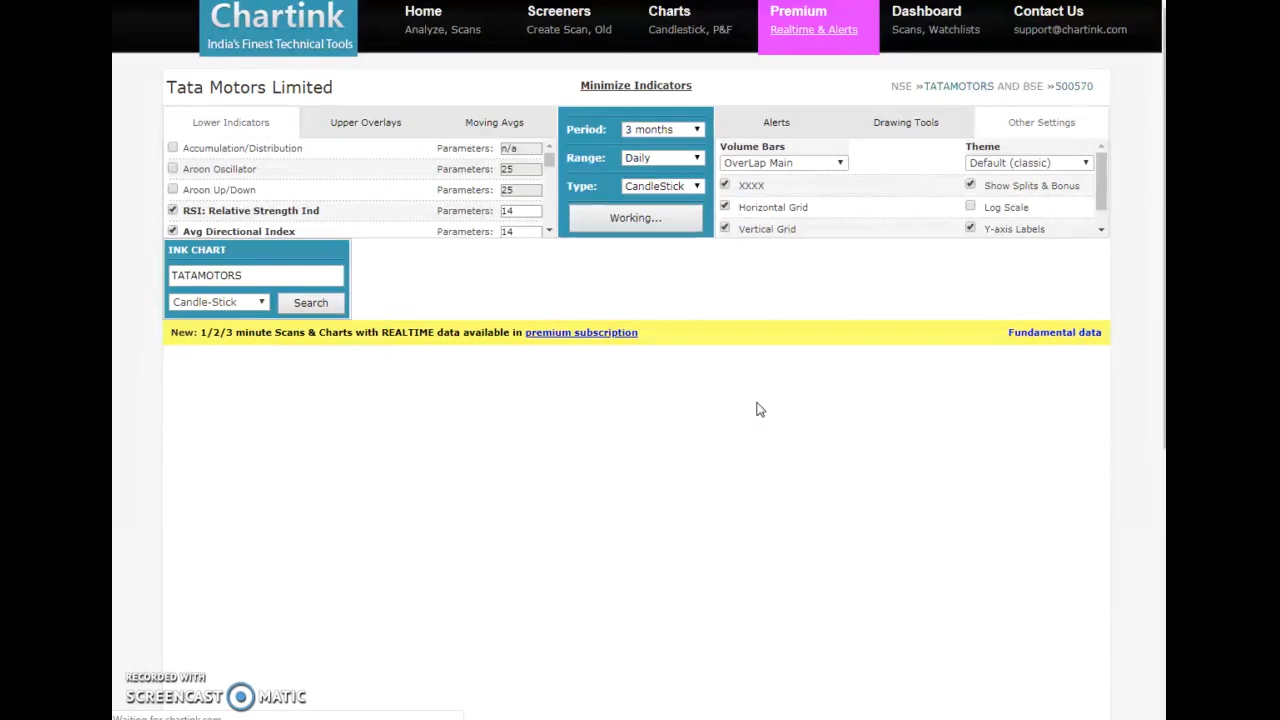 Chartink
India's Finest Technical Tools
Home
Analyze, Scans
Screeners
Create Scan, Old
Charts
Candlestick, P&F
Premium
Realtime & Alerts
Dashboard
Scans, Watchlists
Contact Us
support@chartink.com
Tata Motors Limited
Minimize Indicators
NSE »TATAMOTORS AND BSE »500570
Lower Indicators
Upper Overlays
Moving Avgs
Accumulation/Distribution Parameters: n/a
Aroon Oscillator Parameters: 25
Aroon Up/Down Parameters: 25
RSI: Relative Strength Ind Parameters: 14
Avg Directional Index Parameters: 14
Period: 3 months
Range: Daily
Type: CandleStick
Working...
Alerts
Drawing Tools
Other Settings
Volume Bars
OverLap Main
XXXX
Horizontal Grid
Vertical Grid
Theme
Default (classic)
Show Splits & Bonus
Log Scale
Y-axis Labels
INK CHART
TATAMOTORS
Candle-Stick
Search
New: 1/2/3 minute Scans & Charts with REALTIME data available in premium subscription
Fundamental data
RECORDED WITH
SCREENCAST MATIC
Waiting for chartink.com